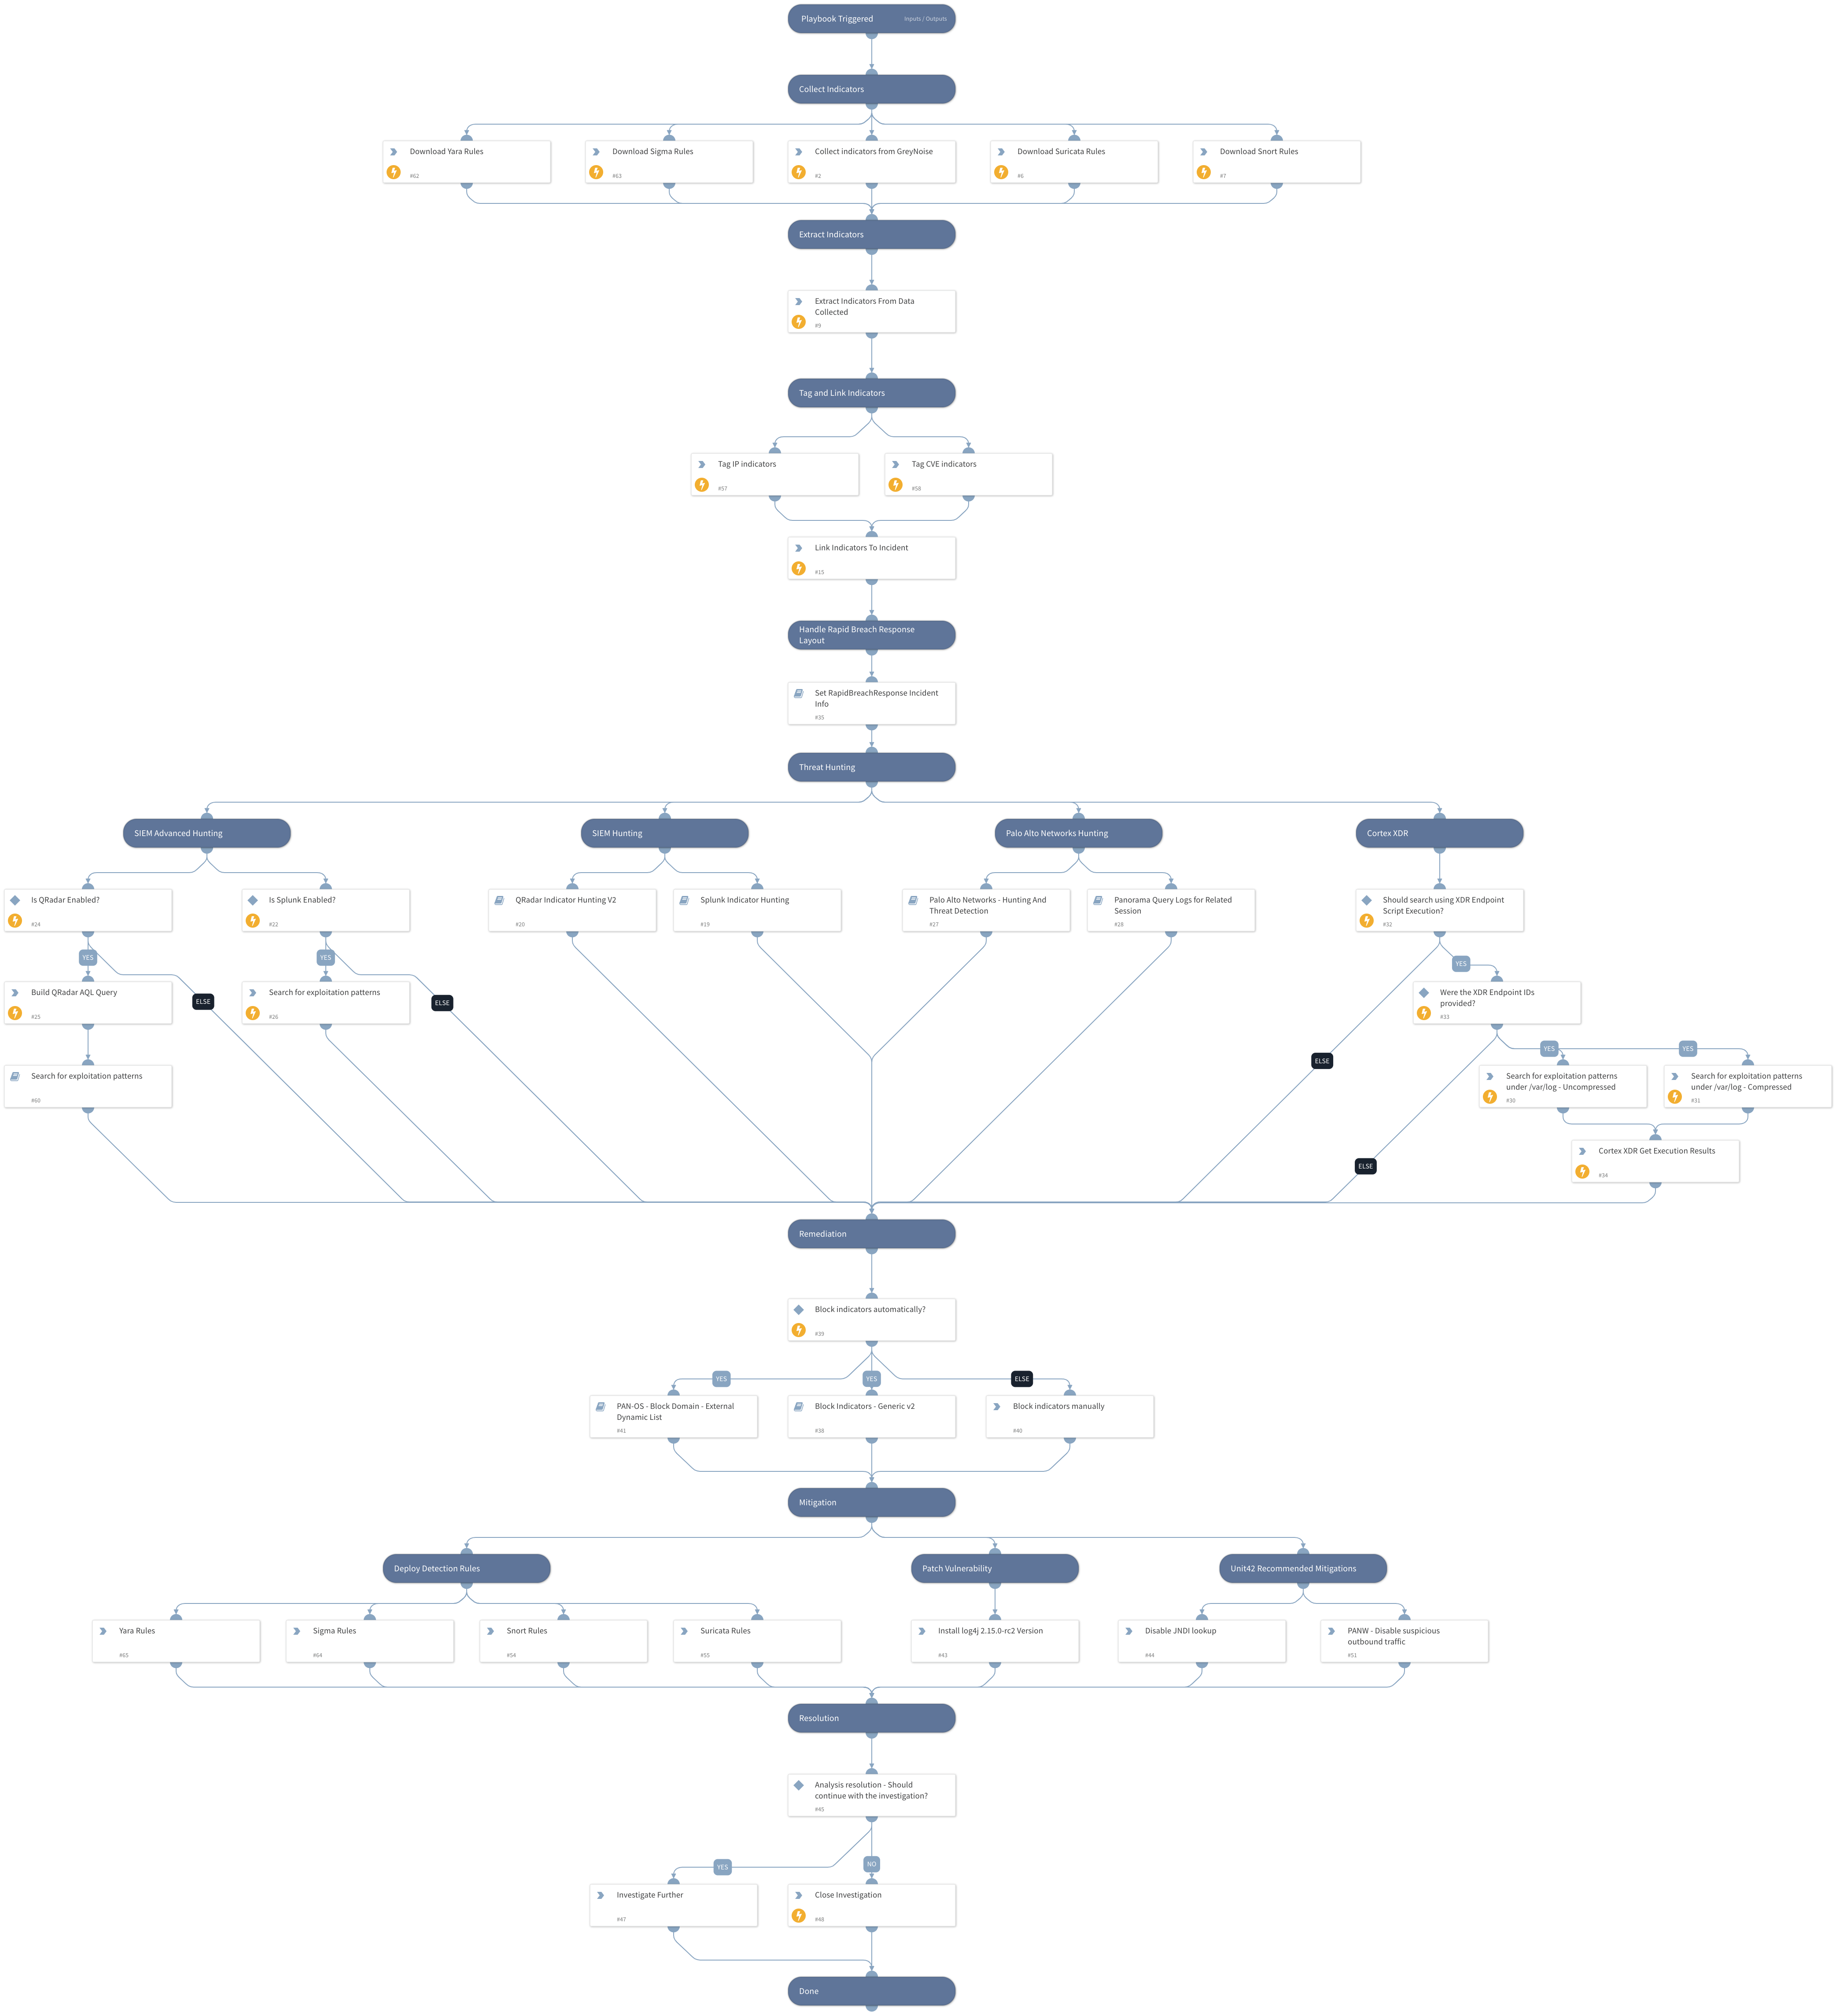 Playbook Triggered
Inputs / Outputs
Collect Indicators
Download Yara Rules
#62
Download Sigma Rules
#63
Collect indicators from GreyNoise
#2
Download Suricata Rules
#6
Download Snort Rules
#7
Extract Indicators
Extract Indicators From Data
Collected
#9
Tag and Link Indicators
Tag IP indicators
#57
Tag CVE indicators
#58
Link Indicators To Incident
#15
Handle Rapid Breach Response
Layout
Set RapidBreachResponse Incident
Info
#35
Threat Hunting
SIEM Advanced Hunting
SIEM Hunting
Palo Alto Networks Hunting
Cortex XDR
Is QRadar Enabled?
#24
Is Splunk Enabled?
#22
QRadar Indicator Hunting V2
#20
Splunk Indicator Hunting
#19
Palo Alto Networks - Hunting And
Threat Detection
#27
Panorama Query Logs for Related
Session
#28
Should search using XDR Endpoint
Script Execution?
#32
YES
YES
YES
Build QRadar AQL Query
#25
ELSE
Search for exploitation patterns
#26
ELSE
Were the XDR Endpoint IDs
provided?
#33
YES
YES
ELSE
Search for exploitation patterns
#60
Search for exploitation patterns
under /var/log - Uncompressed
#30
Search for exploitation patterns
under /var/log - Compressed
#31
ELSE
Cortex XDR Get Execution Results
#34
Remediation
Block indicators automatically?
#39
YES
YES
ELSE
PAN-OS - Block Domain - External
Dynamic List
#41
Block Indicators - Generic v2
#38
Block indicators manually
#40
Mitigation
Deploy Detection Rules
Patch Vulnerability
Unit42 Recommended Mitigations
Yara Rules
#65
Sigma Rules
#64
Snort Rules
#54
Suricata Rules
#55
Install log4j 2.15.0-rc2 Version
#43
Disable JNDI lookup
#44
PANW - Disable suspicious
outbound traffic
#51
Resolution
Analysis resolution - Should
continue with the investigation?
#45
YES
NO
Investigate Further
#47
Close Investigation
#48
Done